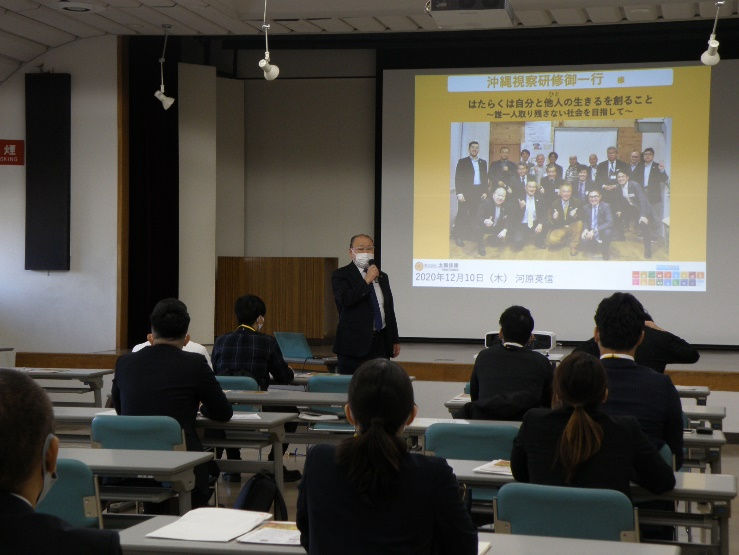 煙
OKING
沖縄視察研修御一行 様
はたらくは自分と他人の生きるを創ること
ひと
~誰一人取り残さない社会を目指して~
2020年12月10日(木) 河原英信